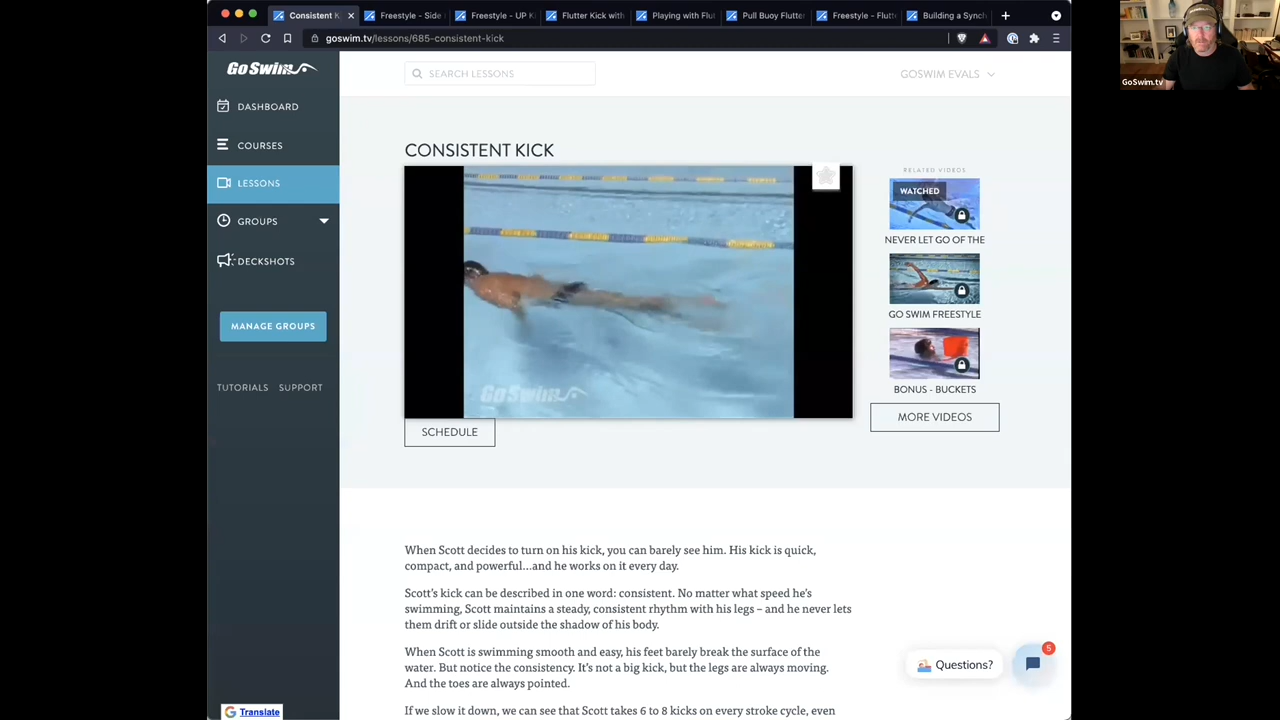 Consistent K
Freestyle - Side
Freestyle - UP K
Flutter Kick with
Playing with Flu
Pull Buoy Flutter
Freestyle - Flutt
Building a Synch
goswim.tv/lessons/685-consistent-kick
GoSwim.tv
GoSwim
SEARCH LESSONS
GOSWIM EVALS
DASHBOARD
COURSES
LESSONS
GROUPS
DECKSHOTS
MANAGE GROUPS
TUTORIALS SUPPORT
CONSISTENT KICK
GoSwim
SCHEDULE
RELATED VIDEOS
WATCHED
NEVER LET GO OF THE
GO SWIM FREESTYLE
BONUS - BUCKETS
MORE VIDEOS
When Scott decides to turn on his kick, you can barely see him. His kick is quick,
compact, and powerful...and he works on it every day.
Scott's kick can be described in one word: consistent. No matter what speed he's
swimming, Scott maintains a steady, consistent rhythm with his legs – and he never lets
them drift or slide outside the shadow of his body.
When Scott is swimming smooth and easy, his feet barely break the surface of the
water. But notice the consistency. It's not a big kick, but the legs are always moving.
And the toes are always pointed.
If we slow it down, we can see that Scott takes 6 to 8 kicks on every stroke cycle, even
Questions?
5
G Translate